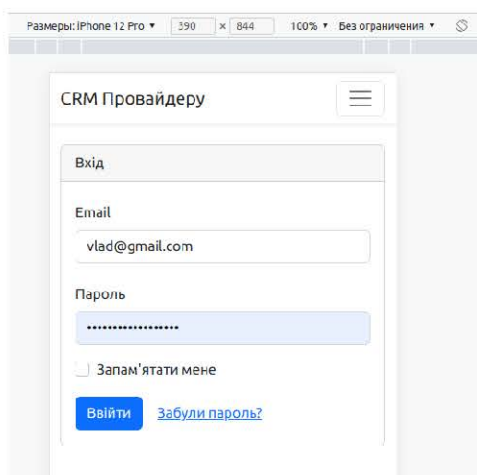 Размеры: iPhone 12 Pro ▼ 390 × 844 100% ▼ Без ограничения ▼
CRM Провайдеру
Вхід
Email
vlad@gmail.com
Пароль
••••••••••••••••••
Запам'ятати мене
Ввійти Забули пароль?